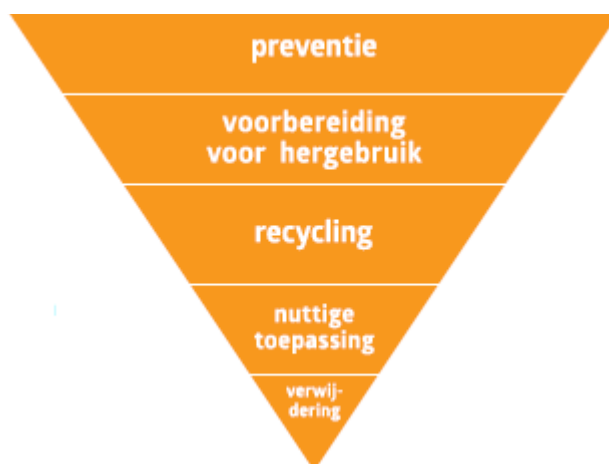 preventie
voorbereiding
voor hergebruik
recycling
nuttige
toepassing
verwij-
dering